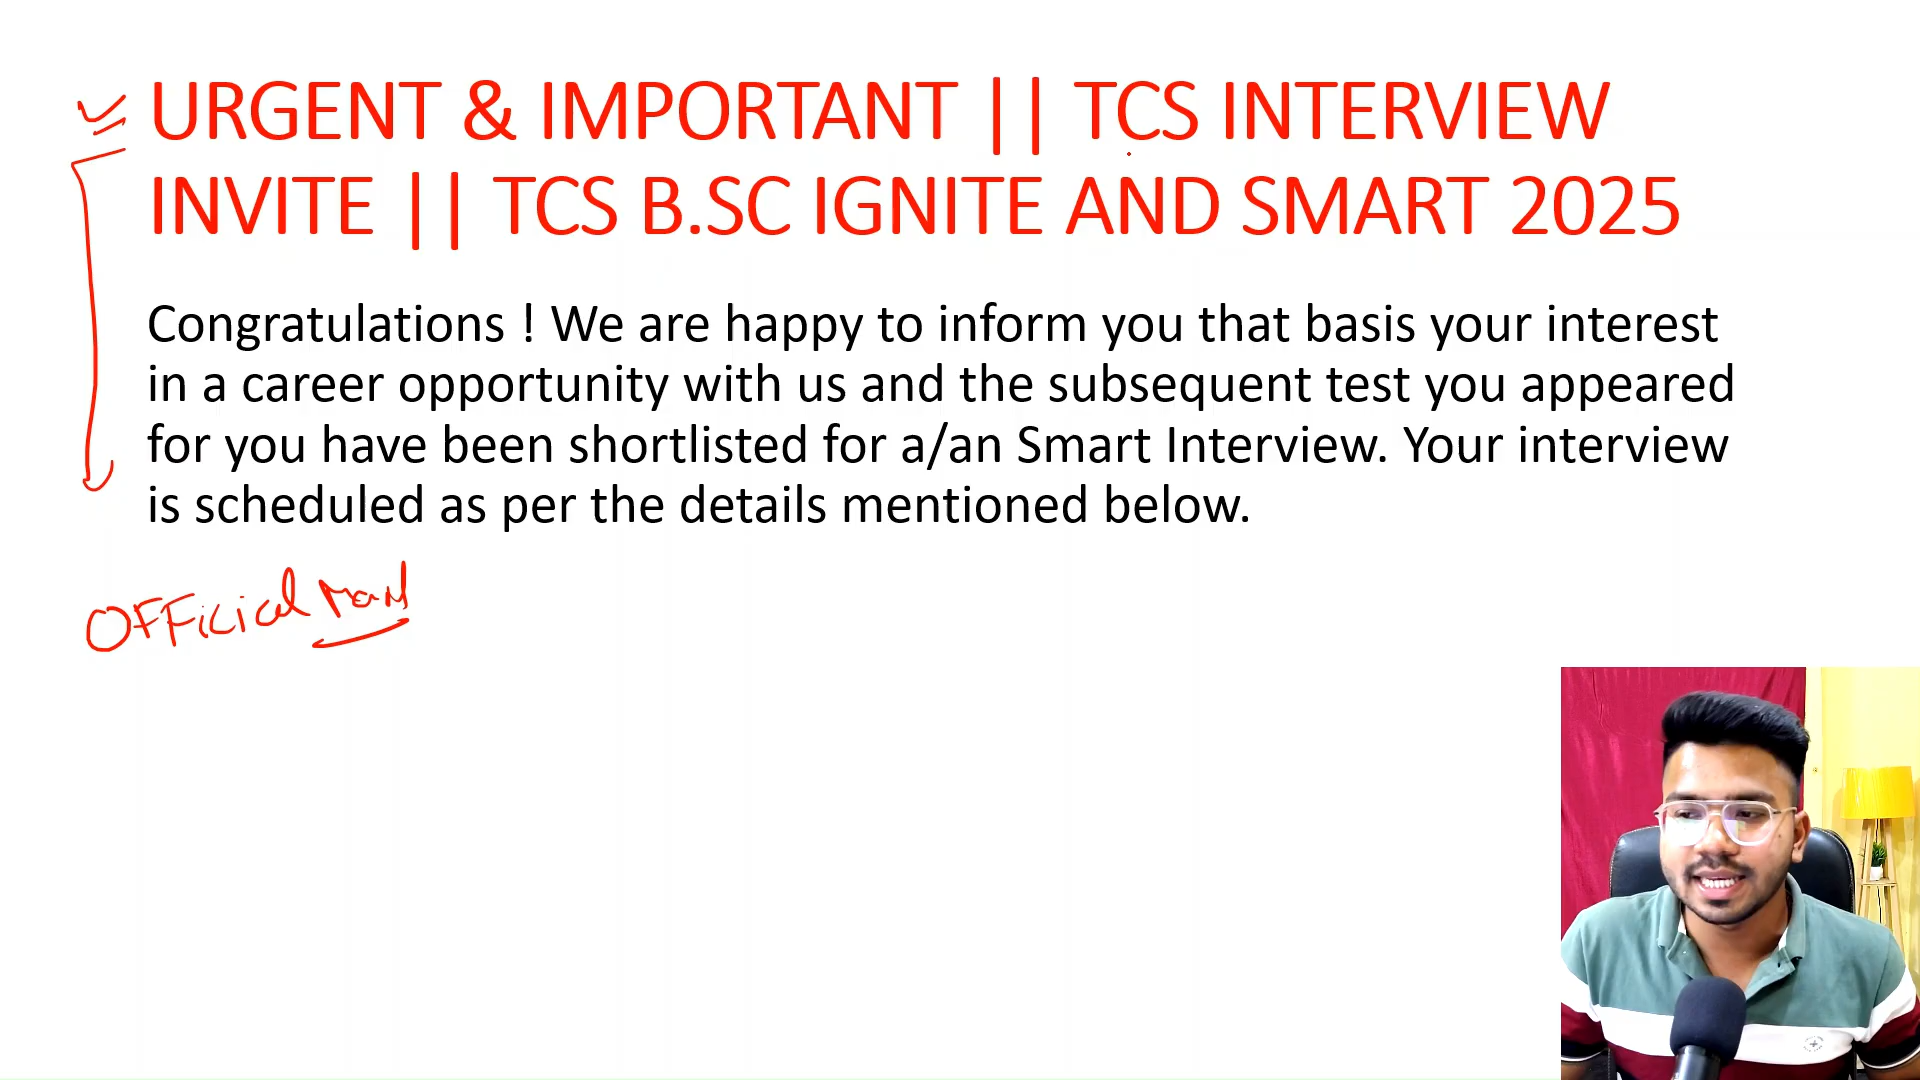 URGENT & IMPORTANT || TCS INTERVIEW
INVITE || TCS B.SC IGNITE AND SMART 2025
Congratulations ! We are happy to inform you that basis your interest
in a career opportunity with us and the subsequent test you appeared
for you have been shortlisted for a/an Smart Interview. Your interview
is scheduled as per the details mentioned below.
OFFicial